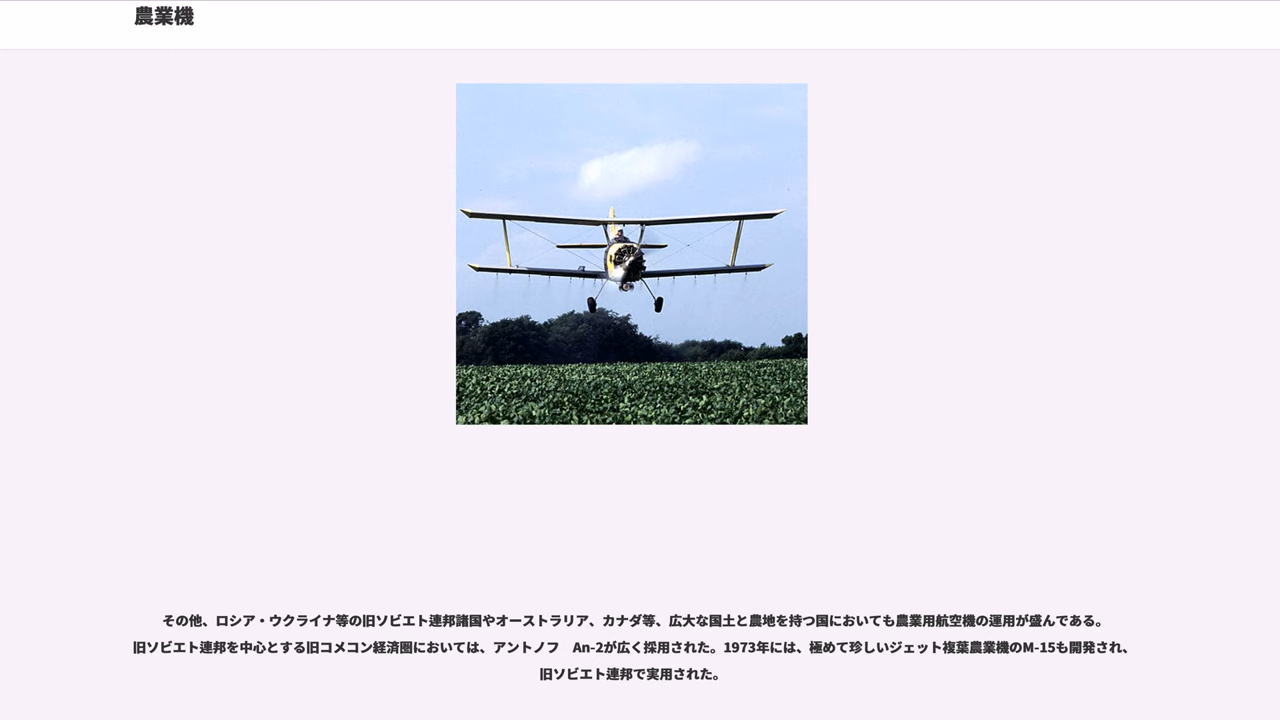 農業機
その他、ロシア・ウクライナ等の旧ソビエト連邦諸国やオーストラリア、カナダ等、広大な国土と農地を持つ国においても農業用航空機の運用が盛んである。
旧ソビエト連邦を中心とする旧コメコン経済圏においては、アントノフ　An-2が広く採用された。1973年には、極めて珍しいジェット複葉農業機のM-15も開発され、
旧ソビエト連邦で実用された。